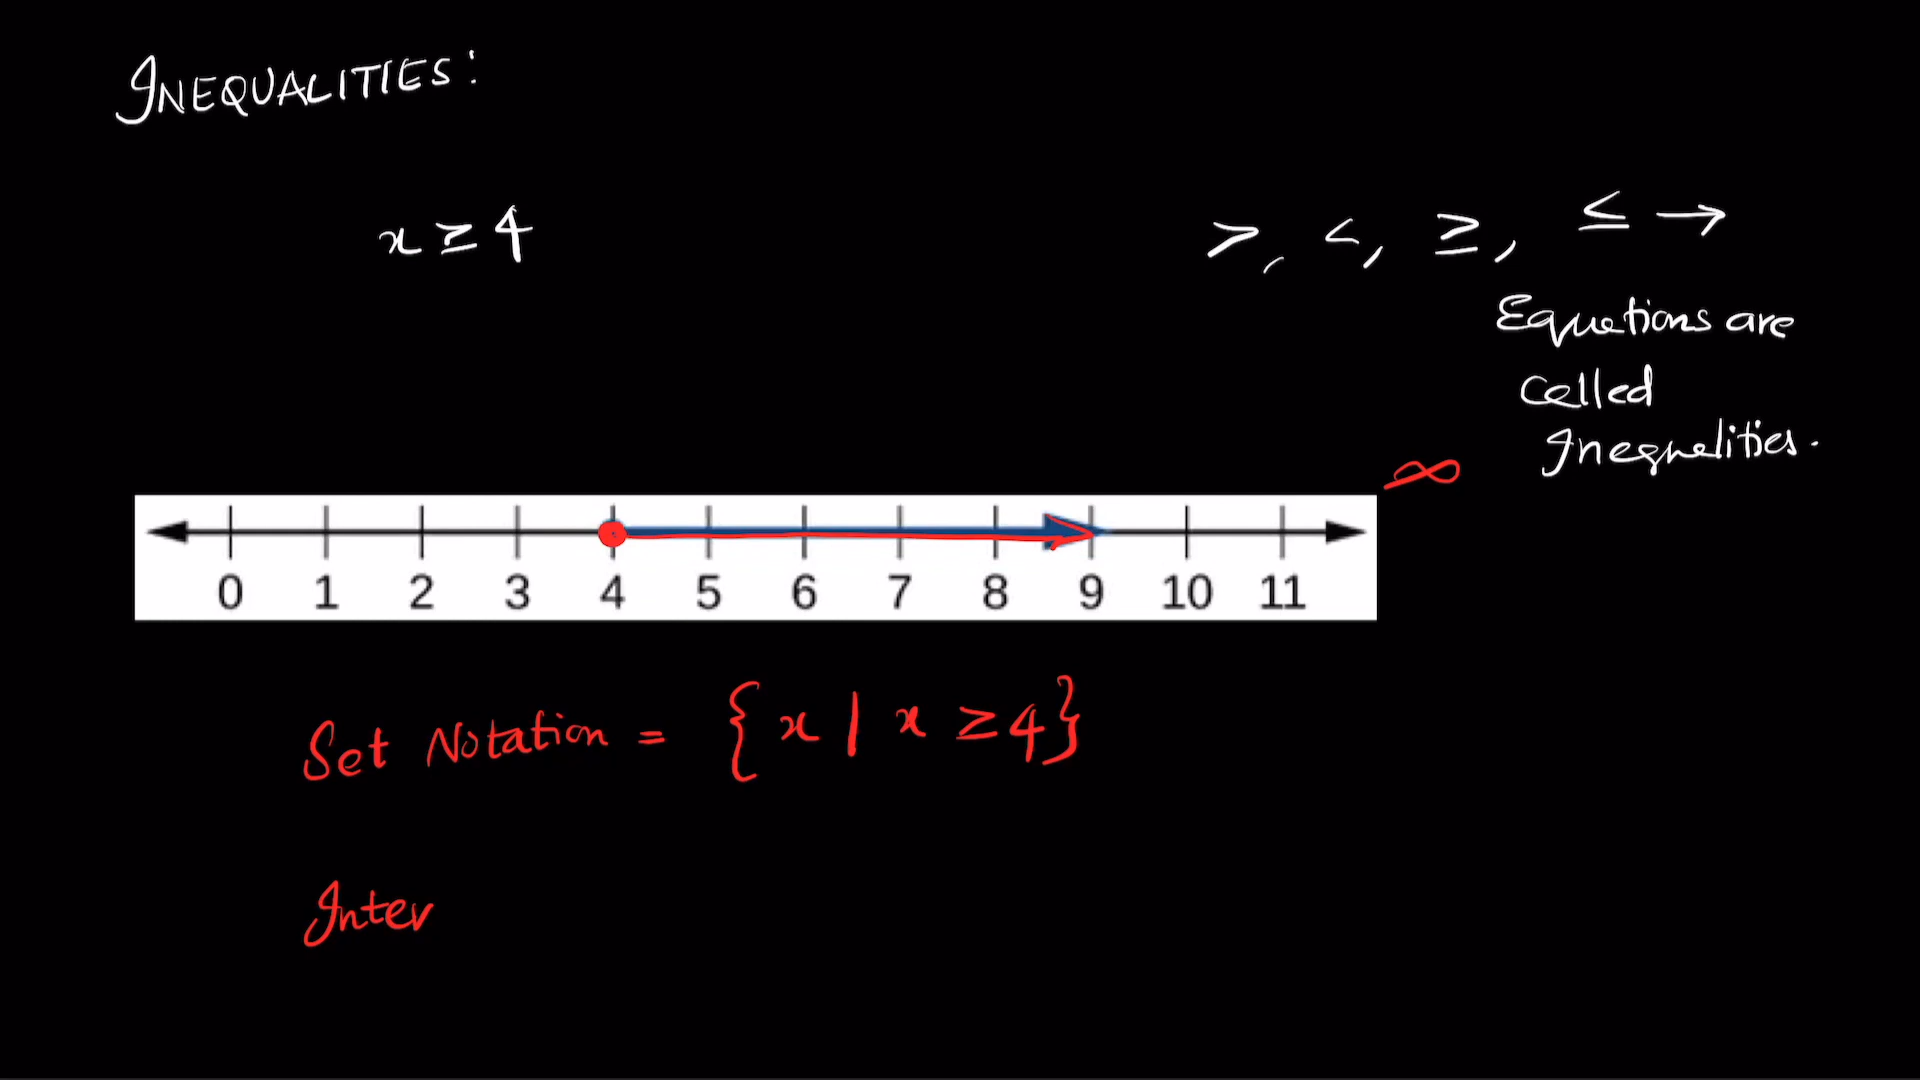 INEQUALITIES:
x ≥ 4
>, <, ≥, ≤ →
Equations are
called
Inequalities.
∞
0 1 2 3 4 5 6 7 8 9 10 11
Set Notation = { x | x ≥ 4 }
Inter